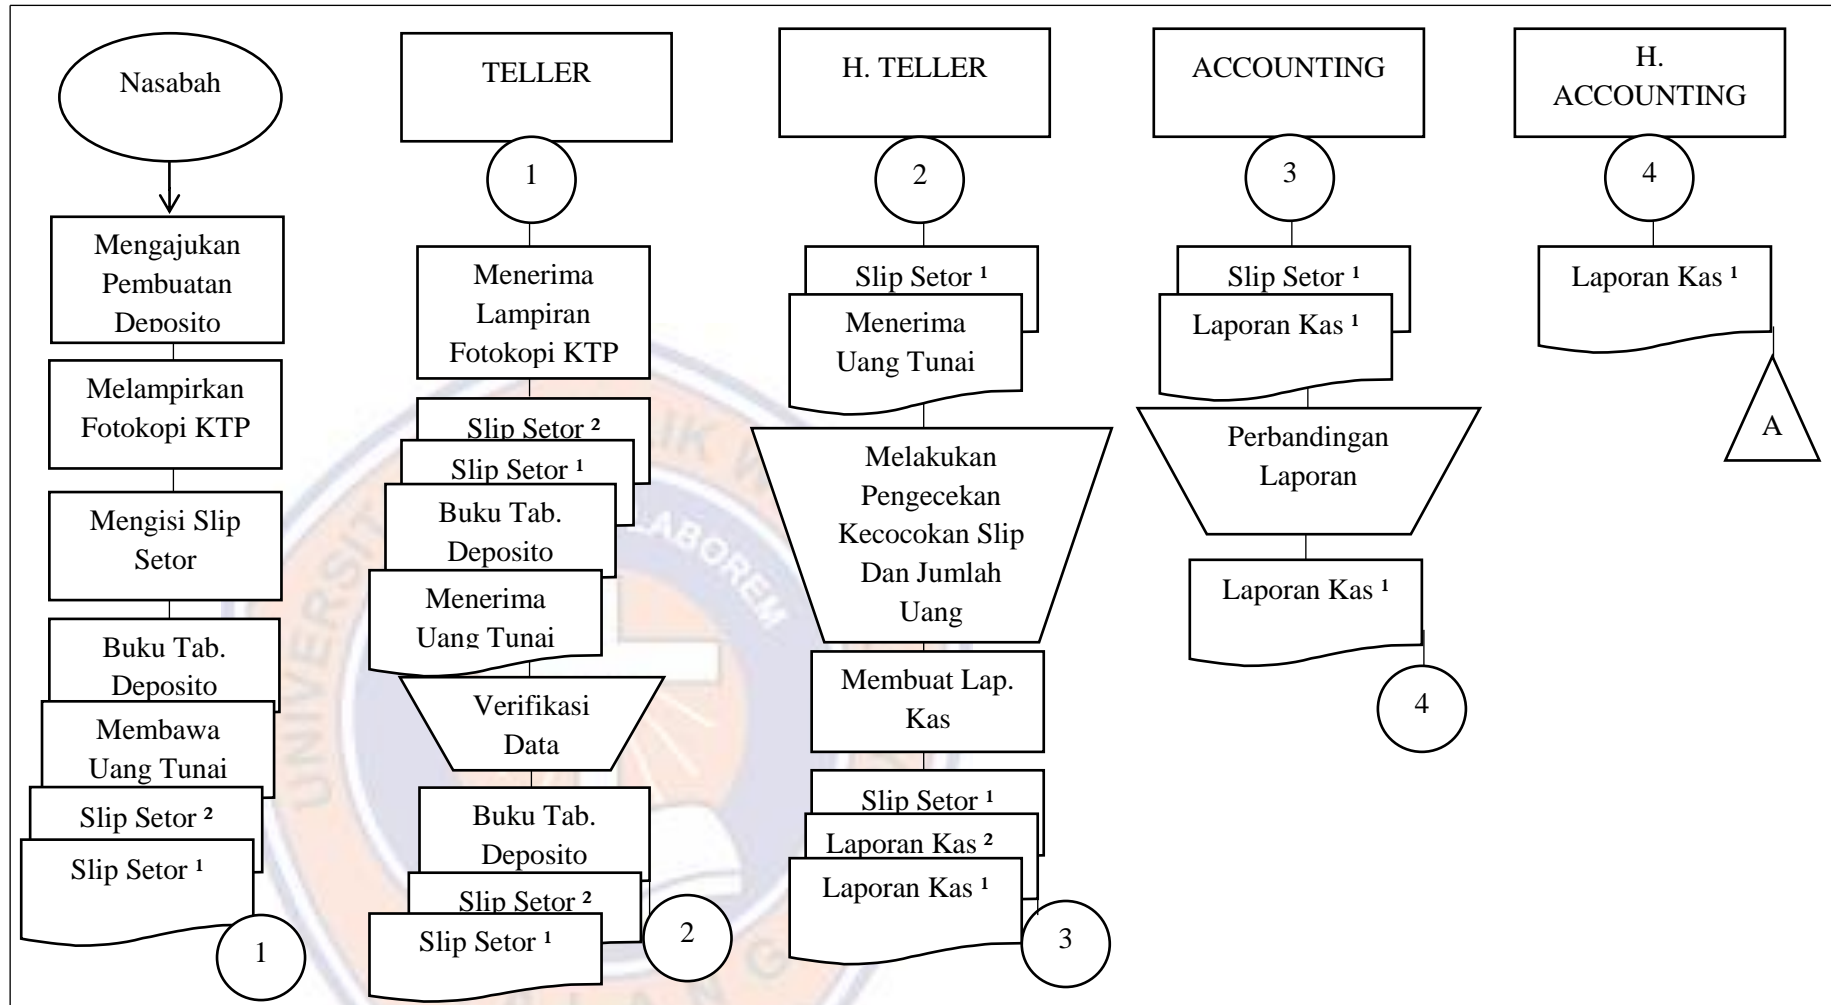 Nasabah
Mengajukan
Pembuatan
Deposito
Melampirkan
Fotokopi KTP
Mengisi Slip
Setor
Buku Tab.
Deposito
Membawa
Uang Tunai
Slip Setor ²
Slip Setor ¹
1
TELLER
1
Menerima
Lampiran
Fotokopi KTP
Slip Setor ²
Slip Setor ¹
Buku Tab.
Deposito
Menerima
Uang Tunai
Verifikasi
Data
Buku Tab.
Deposito
Slip Setor ²
Slip Setor ¹
2
H. TELLER
2
Slip Setor ¹
Menerima
Uang Tunai
Melakukan
Pengecekan
Kecocokan Slip
Dan Jumlah
Uang
Membuat Lap.
Kas
Slip Setor ¹
Laporan Kas ²
Laporan Kas ¹
3
ACCOUNTING
3
Slip Setor ¹
Laporan Kas ¹
Perbandingan
Laporan
Laporan Kas ¹
4
H.
ACCOUNTING
4
Laporan Kas ¹
A
LABOREM